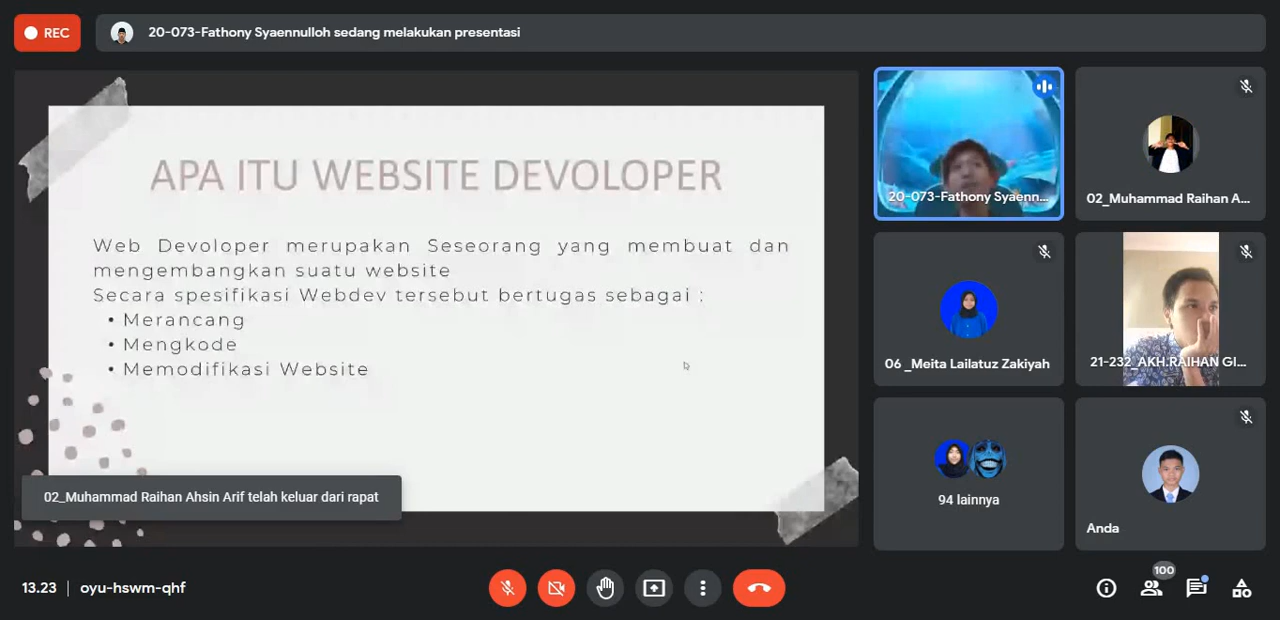 REC
20-073-Fathony Syaennulloh sedang melakukan presentasi
APA ITU WEBSITE DEVOLOPER
Web Devoloper merupakan Seseorang yang membuat dan
mengembangkan suatu website
Secara spesifikasi Webdev tersebut bertugas sebagai :
• Merancang
• Mengkode
• Memodifikasi Website
02_Muhammad Raihan Ahsin Arif telah keluar dari rapat
20-073-Fathony Syaenn...
02_Muhammad Raihan A...
06 _Meita Lailatuz Zakiyah
21-232_AKH.RAIHAN GI...
94 lainnya
Anda
13.23
oyu-hswm-qhf
100